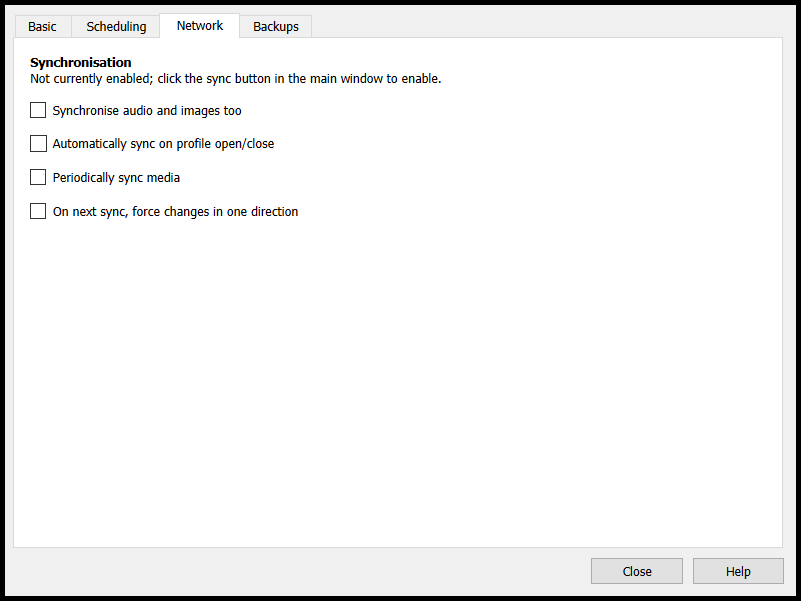 Basic Scheduling Network Backups
Synchronisation
Not currently enabled; click the sync button in the main window to enable.
Synchronise audio and images too
Automatically sync on profile open/close
Periodically sync media
On next sync, force changes in one direction
Close Help